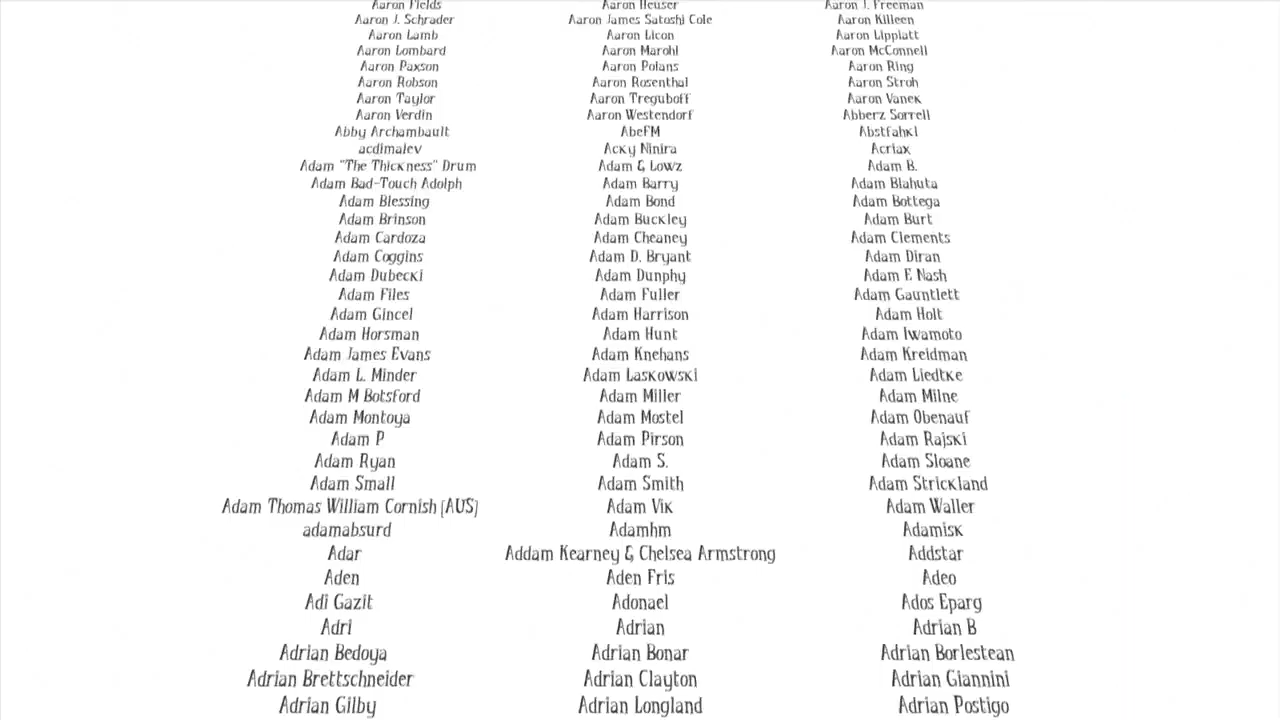 Aaron Fields Aaron Heuser Aaron J. Freeman
Aaron J. Schrader Aaron James Satoshi Cole Aaron Killeen
Aaron Lamb Aaron Licon Aaron Lippiatt
Aaron Lombard Aaron Marohl Aaron McConnell
Aaron Paxson Aaron Polans Aaron Ring
Aaron Robson Aaron Rosenthal Aaron Stroh
Aaron Taylor Aaron Treguboff Aaron Vanek
Aaron Verdin Aaron Westendorf Abberz Sorrell
Abby Archambault AbeFM Abstfahkl
acdimalev Acky Ninira Acriax
Adam "The Thickness" Drum Adam & Lowz Adam B.
Adam Bad-Touch Adolph Adam Barry Adam Blahuta
Adam Blessing Adam Bond Adam Bottega
Adam Brinson Adam Buckley Adam Burt
Adam Cardoza Adam Cheaney Adam Clements
Adam Coggins Adam D. Bryant Adam Diran
Adam Dubecki Adam Dunphy Adam E Nash
Adam Files Adam Fuller Adam Gauntlett
Adam Gincel Adam Harrison Adam Holt
Adam Horsman Adam Hunt Adam Iwamoto
Adam James Evans Adam Knehans Adam Kreidman
Adam L. Minder Adam Laskowski Adam Liedtke
Adam M Botsford Adam Miller Adam Milne
Adam Montoya Adam Mostel Adam Obenauf
Adam P Adam Pirson Adam Rajski
Adam Ryan Adam S. Adam Sloane
Adam Small Adam Smith Adam Strickland
Adam Thomas William Cornish [AUS] Adam Vik Adam Waller
adamabsurd Adamhm Adamisk
Adar Addam Kearney & Chelsea Armstrong Addstar
Aden Aden Fris Adeo
Adi Gazit Adonael Ados Eparg
Adri Adrian Adrian B
Adrian Bedoya Adrian Bonar Adrian Borlestean
Adrian Brettschneider Adrian Clayton Adrian Giannini
Adrian Gilby Adrian Longland Adrian Postigo